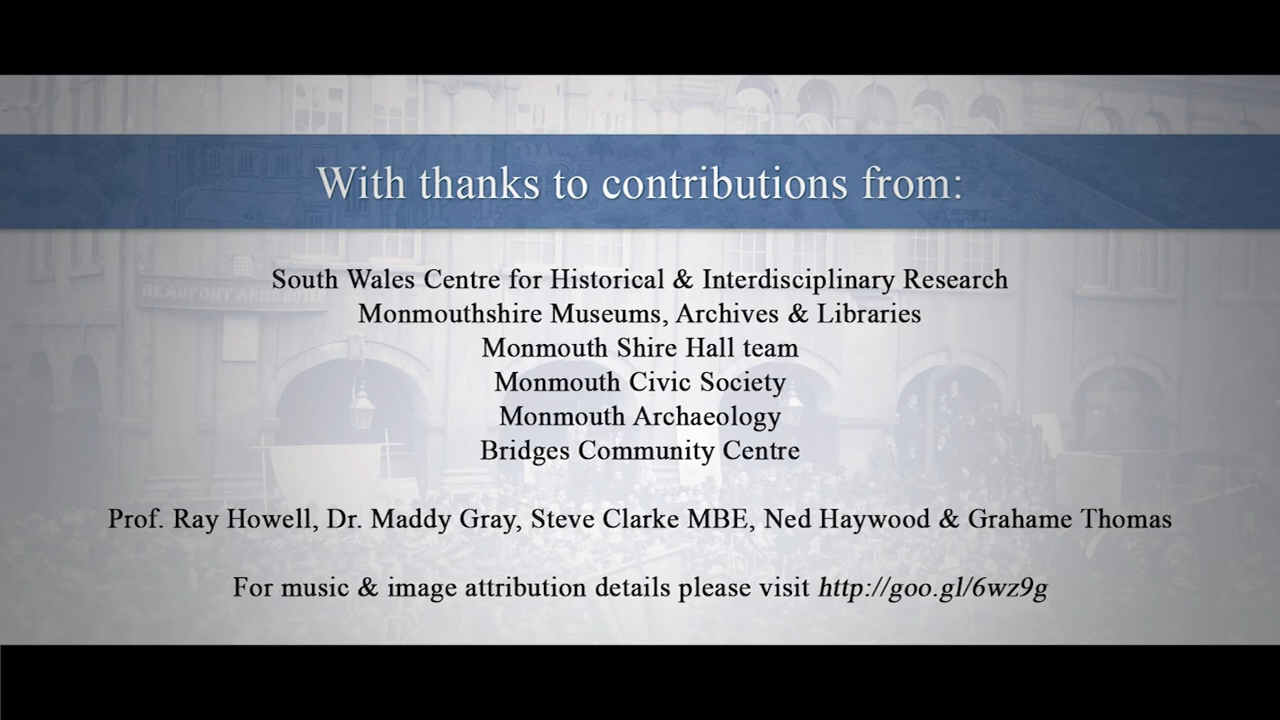 With thanks to contributions from:
BEAUFORT ARMS
South Wales Centre for Historical & Interdisciplinary Research
Monmouthshire Museums, Archives & Libraries
Monmouth Shire Hall team
Monmouth Civic Society
Monmouth Archaeology
Bridges Community Centre
Prof. Ray Howell, Dr. Maddy Gray, Steve Clarke MBE, Ned Haywood & Grahame Thomas
For music & image attribution details please visit http://goo.gl/6wz9g